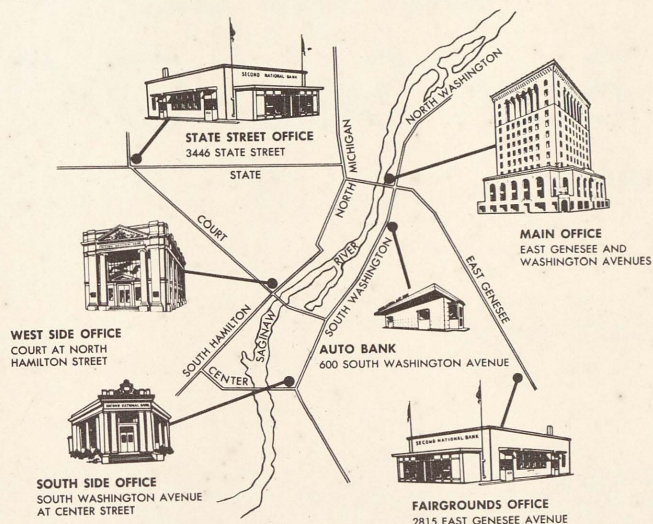 SECOND NATIONAL BANK
STATE STREET OFFICE
3446 STATE STREET
STATE
NORTH MICHIGAN
NORTH WASHINGTON
MAIN OFFICE
EAST GENESEE AND
WASHINGTON AVENUES
COURT
RIVER
SAGINAW
SOUTH WASHINGTON
EAST GENESEE
WEST SIDE OFFICE
COURT AT NORTH
HAMILTON STREET
SOUTH HAMILTON
CENTER
AUTO BANK
600 SOUTH WASHINGTON AVENUE
SECOND NATIONAL BANK
SOUTH SIDE OFFICE
SOUTH WASHINGTON AVENUE
AT CENTER STREET
SECOND NATIONAL BANK
FAIRGROUNDS OFFICE
2815 EAST GENESEE AVENUE